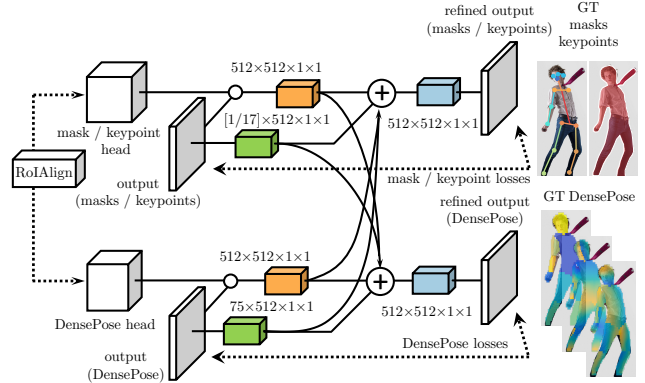 refined output
(masks / keypoints)
GT
masks
keypoints
512×512×1×1
[1/17]×512×1×1
512×512×1×1
mask / keypoint
head
RoIAlign
output
(masks / keypoints)
mask / keypoint losses
refined output
(DensePose)
GT DensePose
512×512×1×1
75×512×1×1
512×512×1×1
DensePose head
output
(DensePose)
DensePose losses